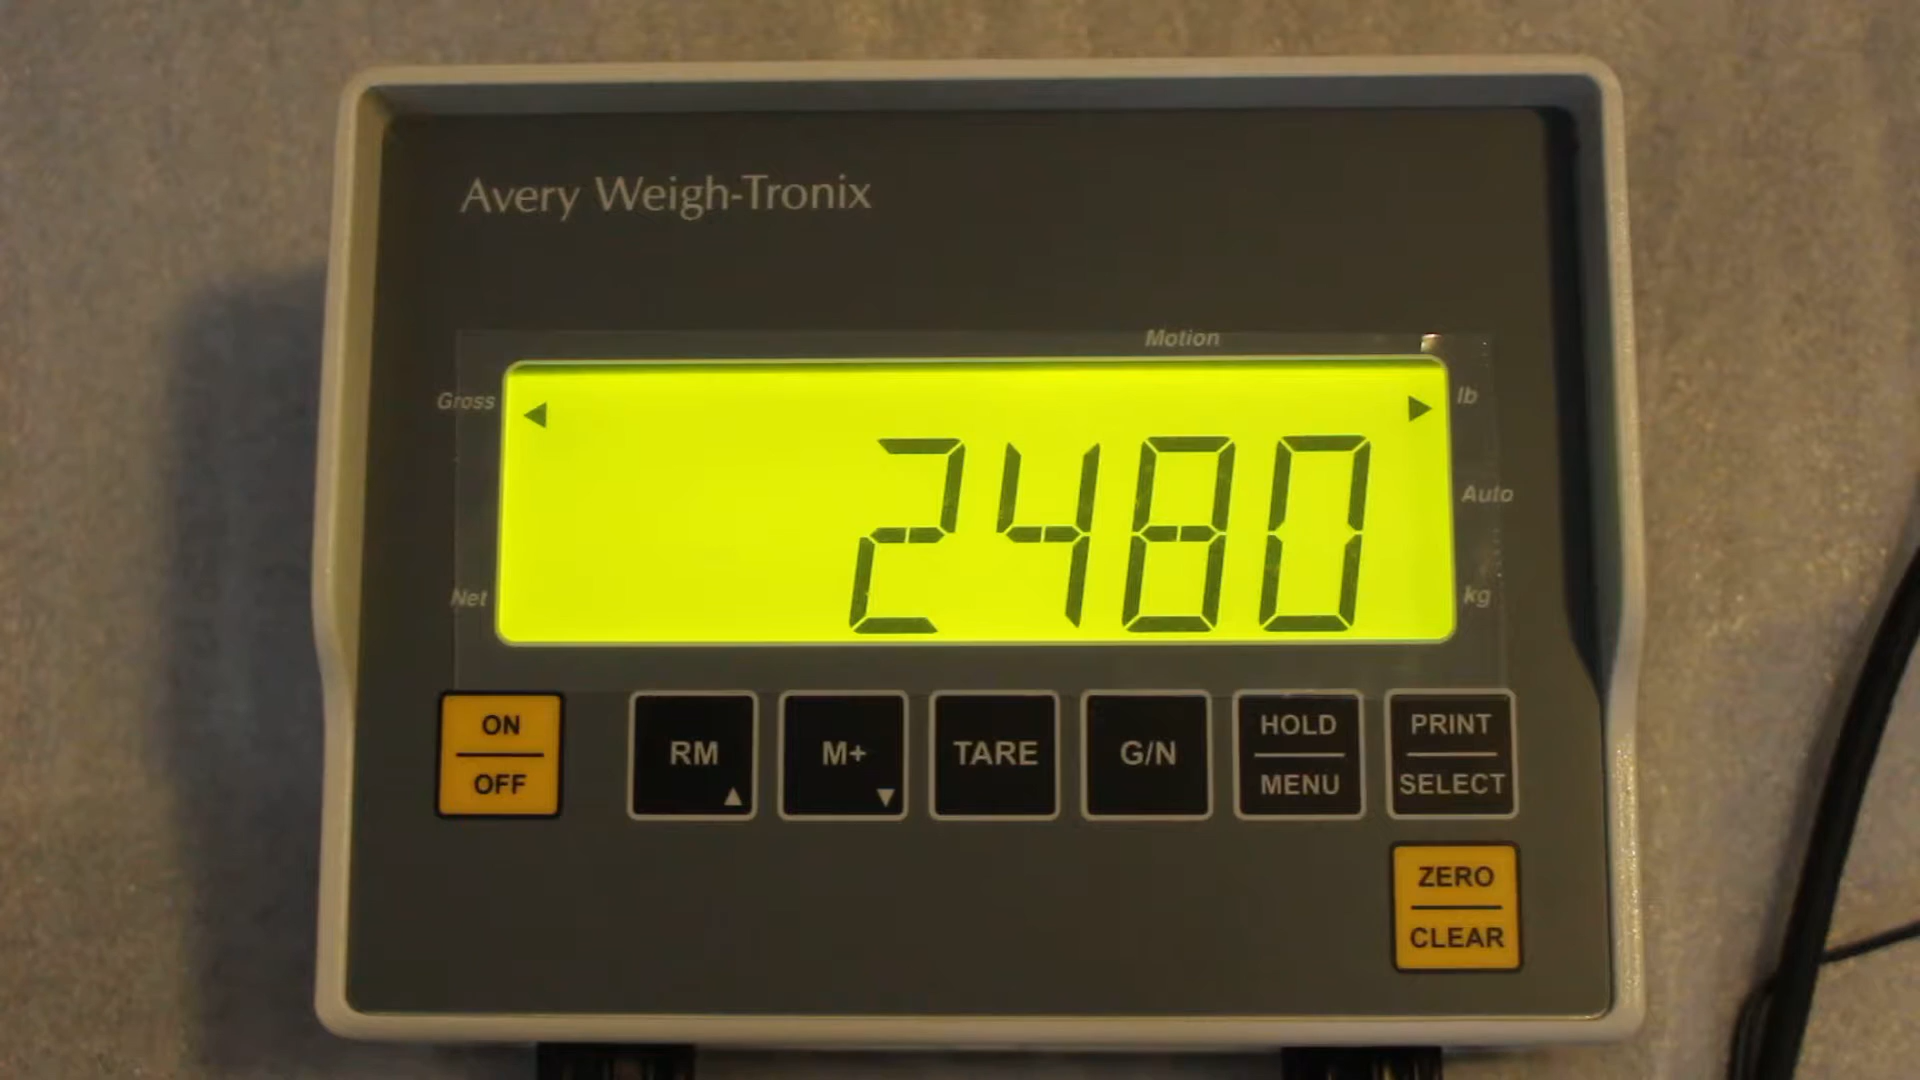 Avery Weigh-Tronix
Motion
Gross
lb
2480
Auto
Net
kg
ON
OFF
RM
▲
M+
▼
TARE
G/N
HOLD
MENU
PRINT
SELECT
ZERO
CLEAR